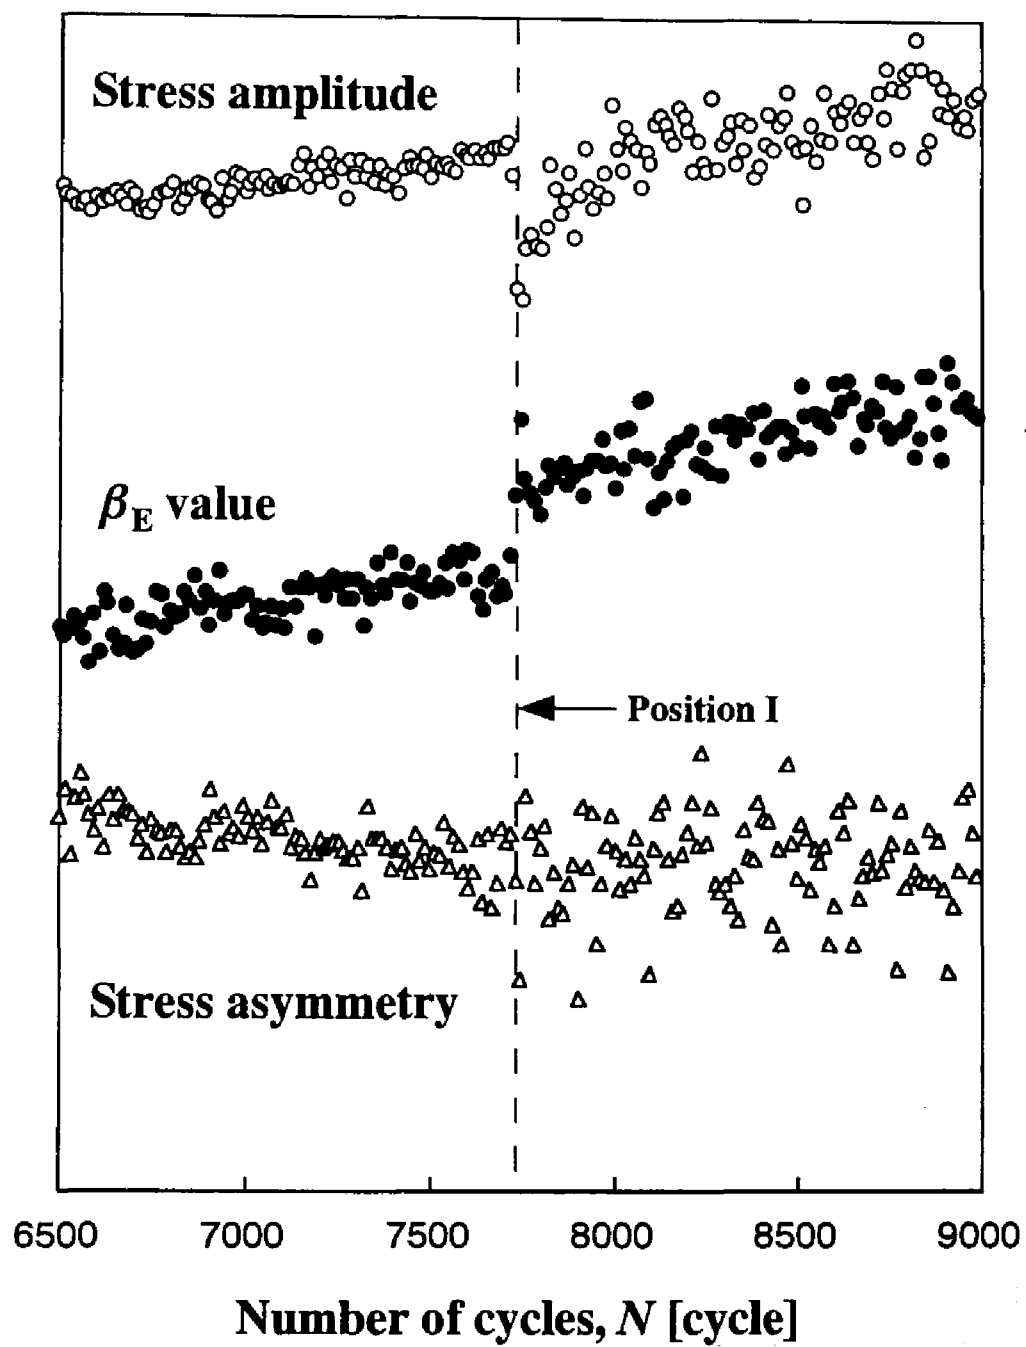 Stress amplitude
βE value
Position I
Stress asymmetry
6500 7000 7500 8000 8500 9000
Number of cycles, N [cycle]